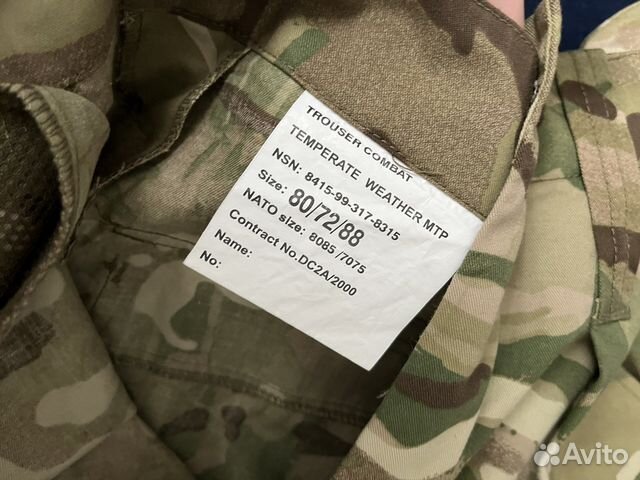 TROUSER COMBAT
TEMPERATE WEATHER MTP
NSN: 8415-99-317-8315
Size: 80/72/88
NATO size: 8085 /7075
Contract No.DC2A/2000
Name:
No:
Avito